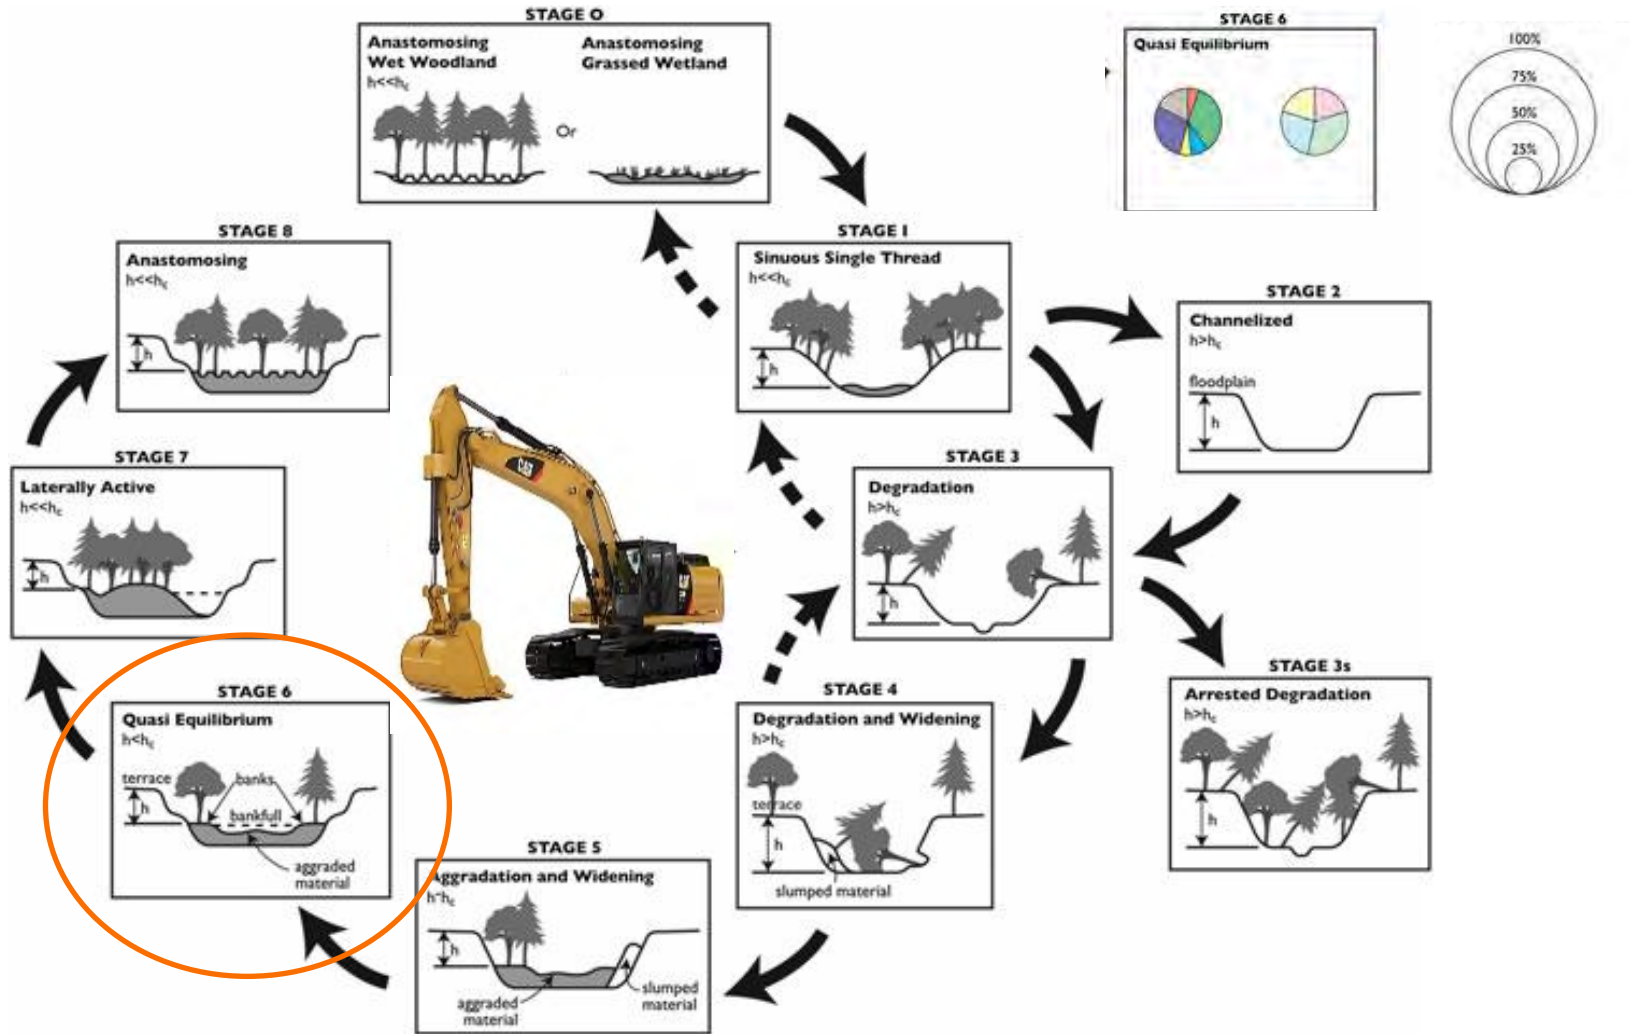 STAGE 0
Anastomosing
Wet Woodland
h<<hc
Or
Anastomosing
Grassed Wetland
STAGE 6
Quasi Equilibrium
100%
75%
50%
25%
STAGE 8
Anastomosing
h<<hc
h
STAGE 1
Sinuous Single Thread
h<<hc
h
STAGE 2
Channelized
h>hc
floodplain
h
STAGE 7
Laterally Active
h<<hc
h
CAT
STAGE 3
Degradation
h>hc
h
STAGE 3s
Arrested Degradation
h>hc
h
STAGE 6
Quasi Equilibrium
h<hc
terrace
banks
h
bankfull
aggraded
material
STAGE 4
Degradation and Widening
h>hc
terrace
h
slumped material
STAGE 5
Aggradation and Widening
h~hc
h
aggraded
material
slumped
material